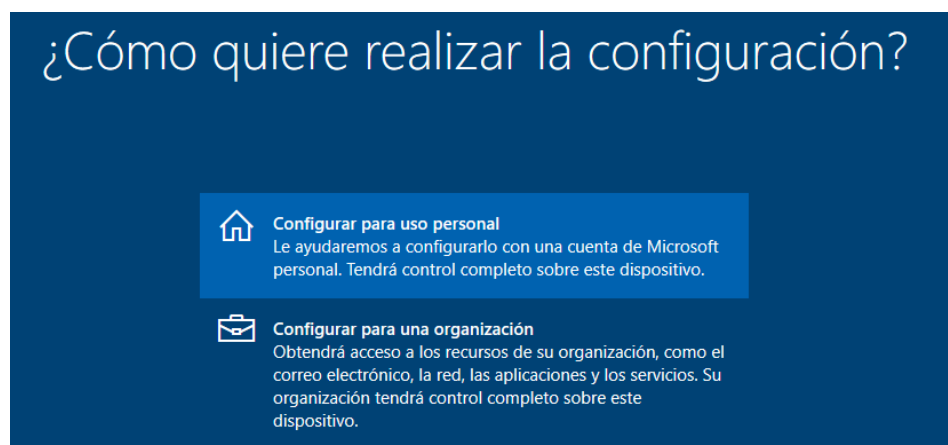 ¿Cómo quiere realizar la configuración?
Configurar para uso personal
Le ayudaremos a configurarlo con una cuenta de Microsoft
personal. Tendrá control completo sobre este dispositivo.
Configurar para una organización
Obtendrá acceso a los recursos de su organización, como el
correo electrónico, la red, las aplicaciones y los servicios. Su
organización tendrá control completo sobre este
dispositivo.